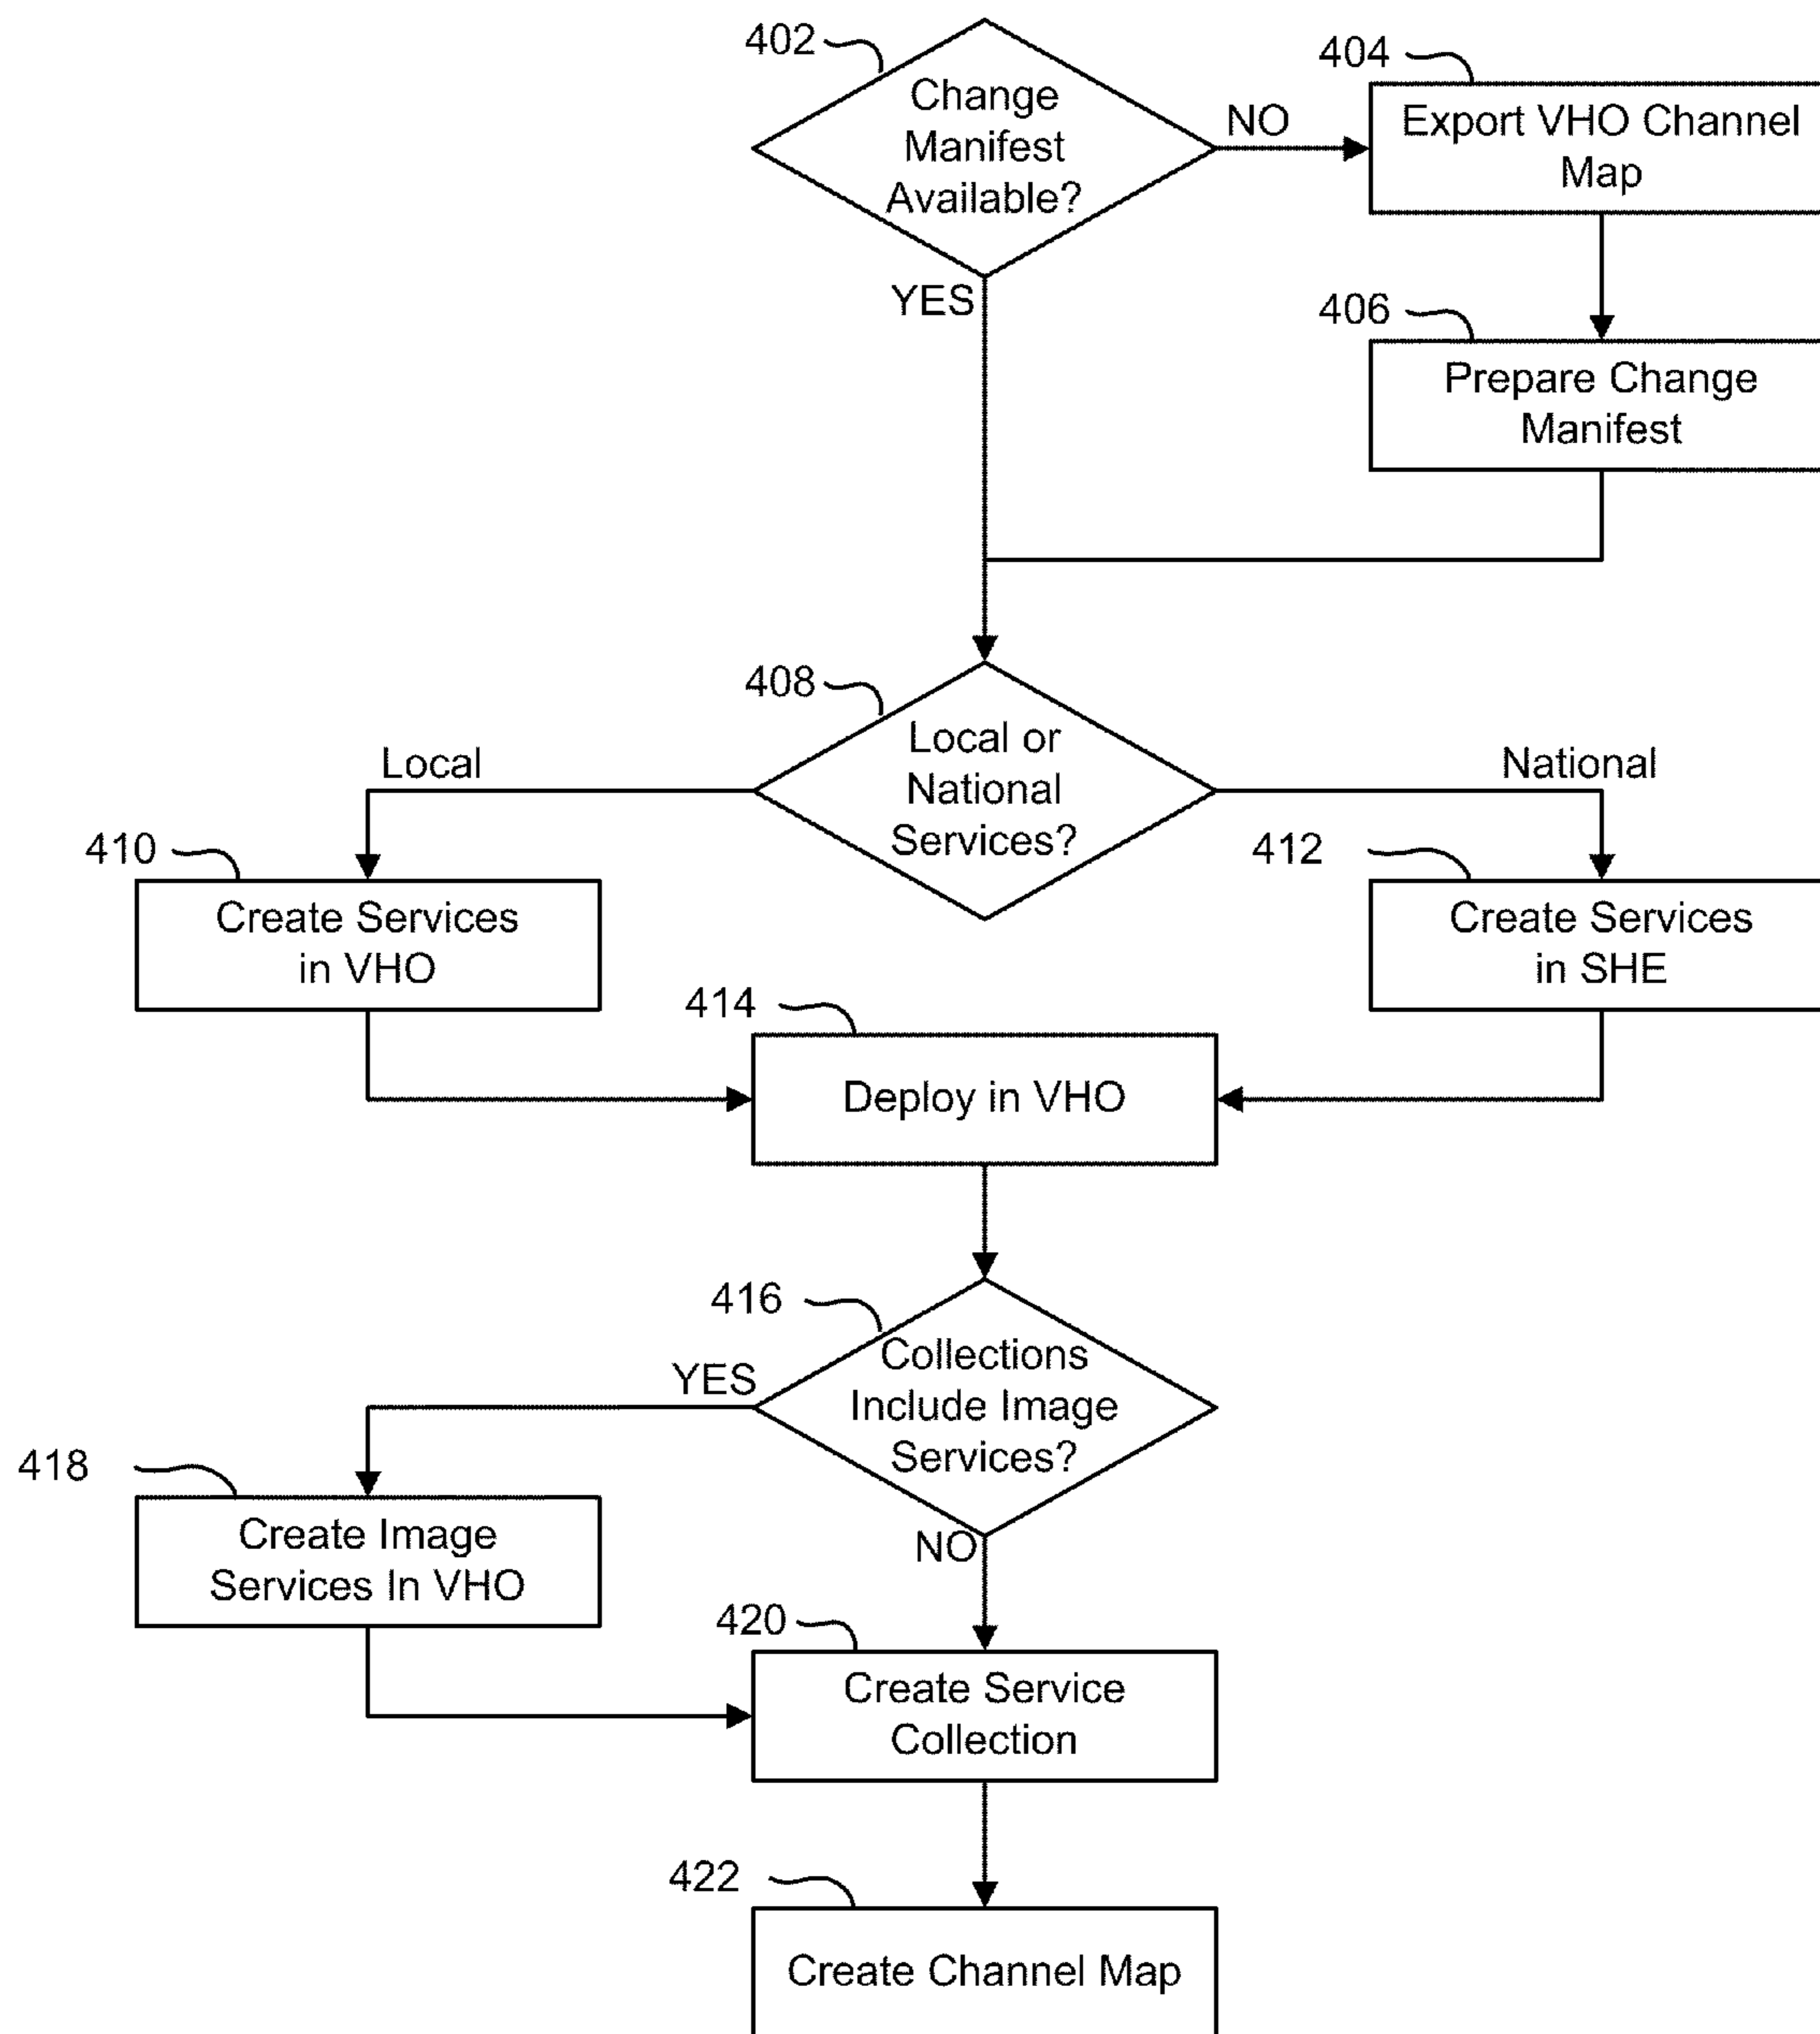 402
Change
Manifest
Available?
NO
404
Export VHO Channel
Map
YES
406
Prepare Change
Manifest
408
Local or
National
Services?
Local
National
410
Create Services
in VHO
412
Create Services
in SHE
414
Deploy in VHO
416
Collections
Include Image
Services?
YES
418
Create Image
Services In VHO
NO
420
Create Service
Collection
422
Create Channel Map